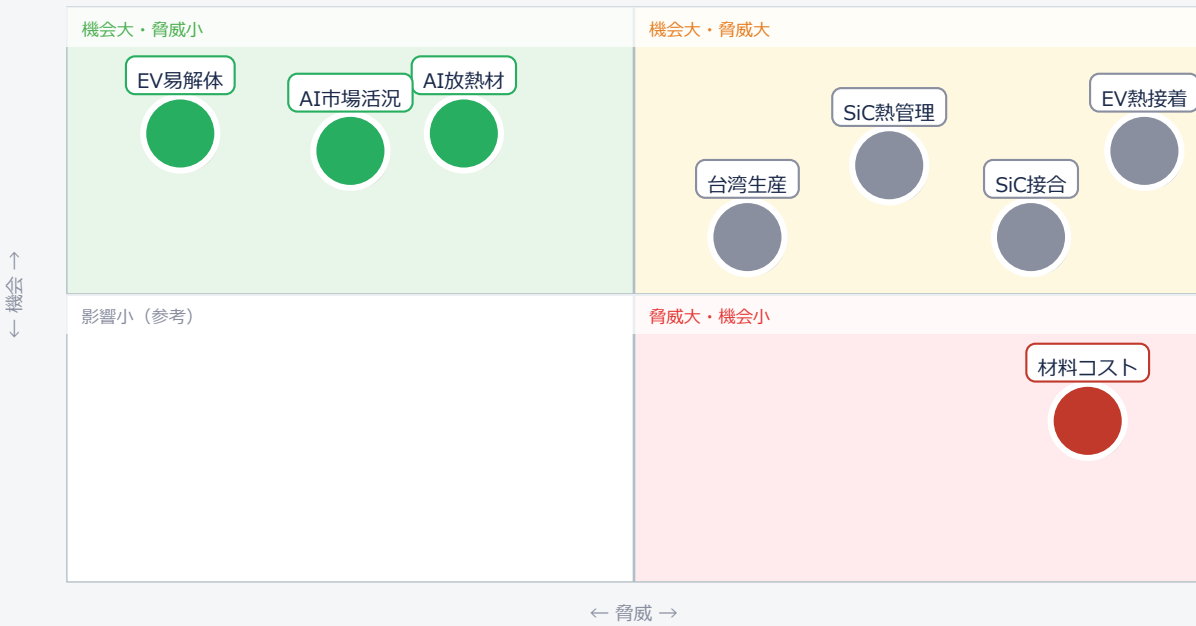 機会大・脅威小
機会大・脅威大
EV易解体
AI市場活況
AI放熱材
SiC熱管理
EV熱接着
台湾生産
SiC接合
← 機会 →
影響小（参考）
脅威大・機会小
材料コスト
← 脅威 →